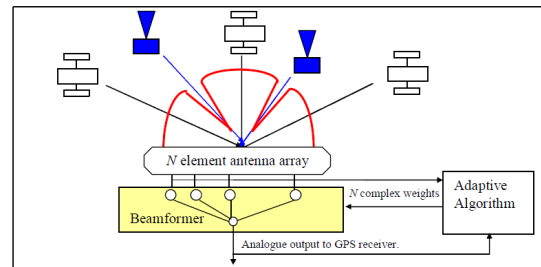 N element antenna array
N complex weights
Adaptive
Algorithm
Beamformer
Analogue output to GPS receiver.